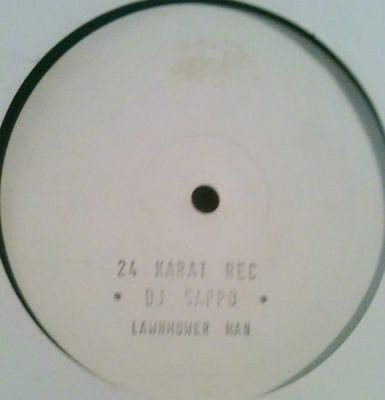 24 KARAT REC
* DJ SAPPO *
LAWNMOWER MAN